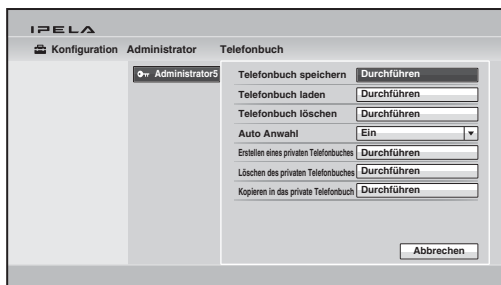 IPELA
Konfiguration Administrator Telefonbuch
Administrator5
Telefonbuch speichern Durchführen
Telefonbuch laden Durchführen
Telefonbuch löschen Durchführen
Auto Anwahl Ein
Erstellen eines privaten Telefonbuches Durchführen
Löschen des privaten Telefonbuches Durchführen
Kopieren in das private Telefonbuch Durchführen
Abbrechen